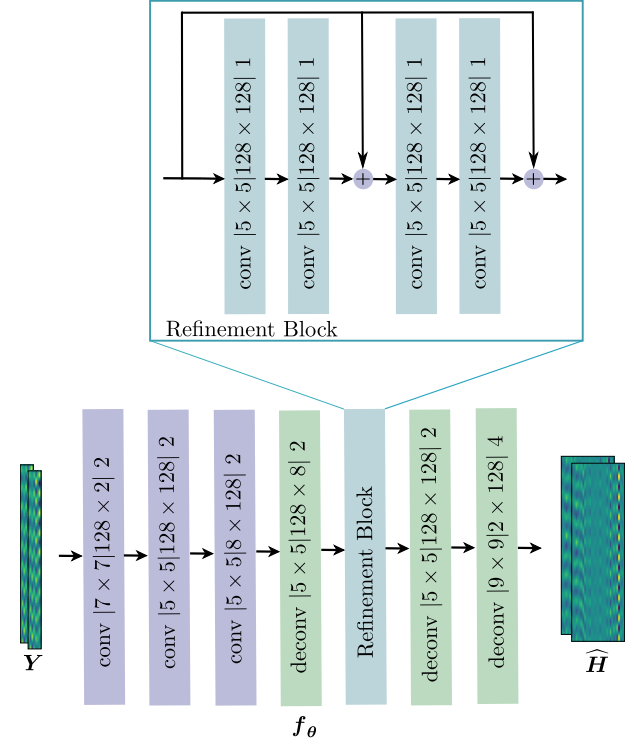 conv |5 × 5|128 × 128| 1
conv |5 × 5|128 × 128| 1
+
conv |5 × 5|128 × 128| 1
conv |5 × 5|128 × 128| 1
+
Refinement Block
Y
conv |7 × 7|128 × 2| 2
conv |5 × 5|128 × 128| 2
conv |5 × 5|8 × 128| 2
deconv |5 × 5|128 × 8| 2
Refinement Block
deconv |5 × 5|128 × 128| 2
deconv |9 × 9|2 × 128| 4
Ĥ
f_θ